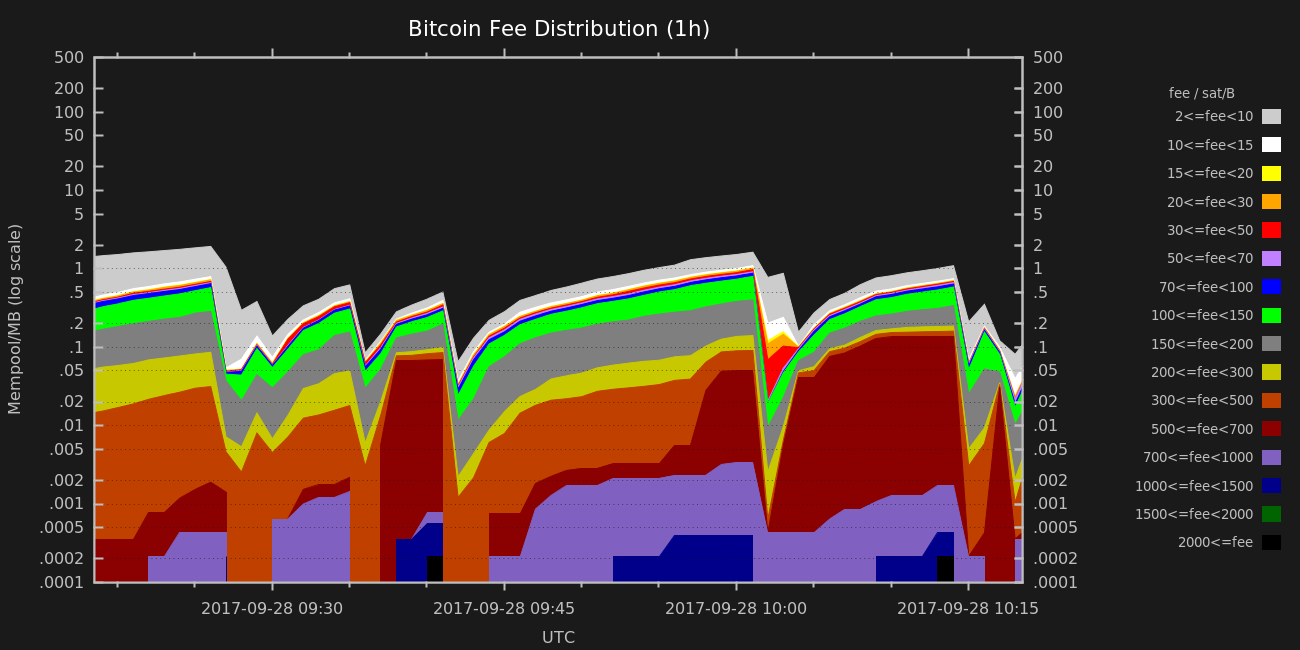 Bitcoin Fee Distribution (1h)
500 500
200 200
100 100
50 50
20 20
10 10
5 5
2 2
1 1
.5 .5
.2 .2
.1 .1
.05 .05
.02 .02
.01 .01
.005 .005
.002 .002
.001 .001
.0005 .0005
.0002 .0002
.0001 .0001
Mempool/MB (log scale)
2017-09-28 09:30 2017-09-28 09:45 2017-09-28 10:00 2017-09-28 10:15
UTC
fee / sat/B
2<=fee<10
10<=fee<15
15<=fee<20
20<=fee<30
30<=fee<50
50<=fee<70
70<=fee<100
100<=fee<150
150<=fee<200
200<=fee<300
300<=fee<500
500<=fee<700
700<=fee<1000
1000<=fee<1500
1500<=fee<2000
2000<=fee